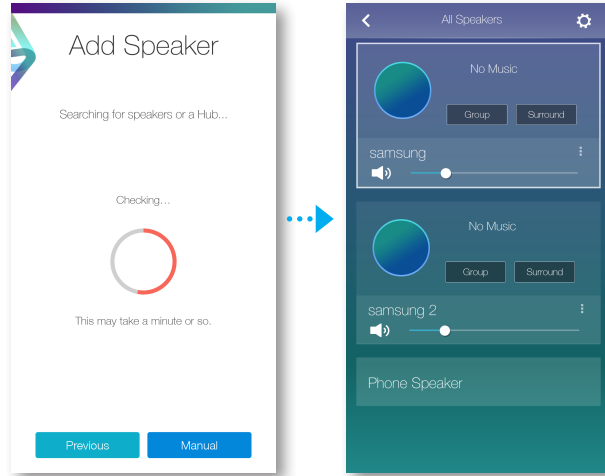 Add Speaker
Searching for speakers or a Hub...
Checking...
This may take a minute or so.
Previous
Manual
All Speakers
No Music
Group
Surround
samsung
No Music
Group
Surround
samsung 2
Phone Speaker